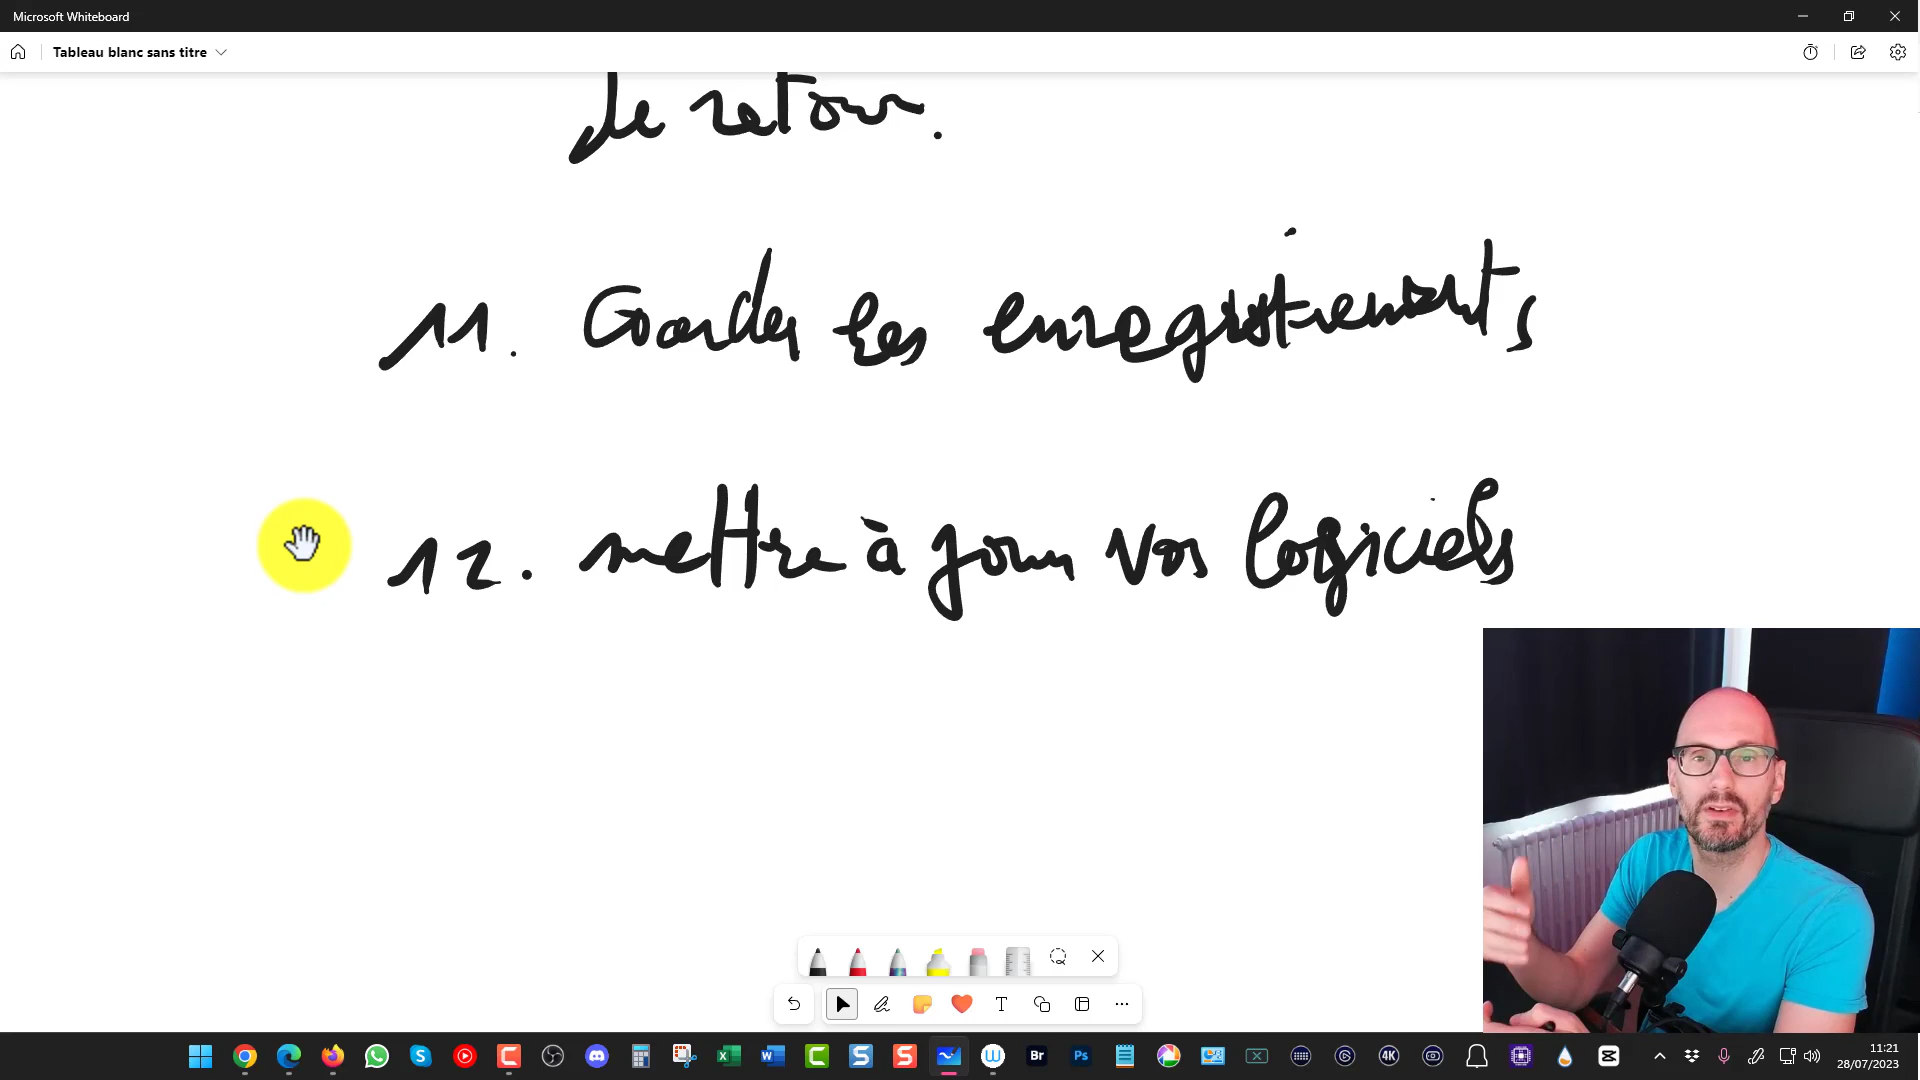 Microsoft Whiteboard
Tableau blanc sans titre
de retour.
11. Garder les enregistrements
12. mettre à jour vos logiciels
11:21
28/07/2023